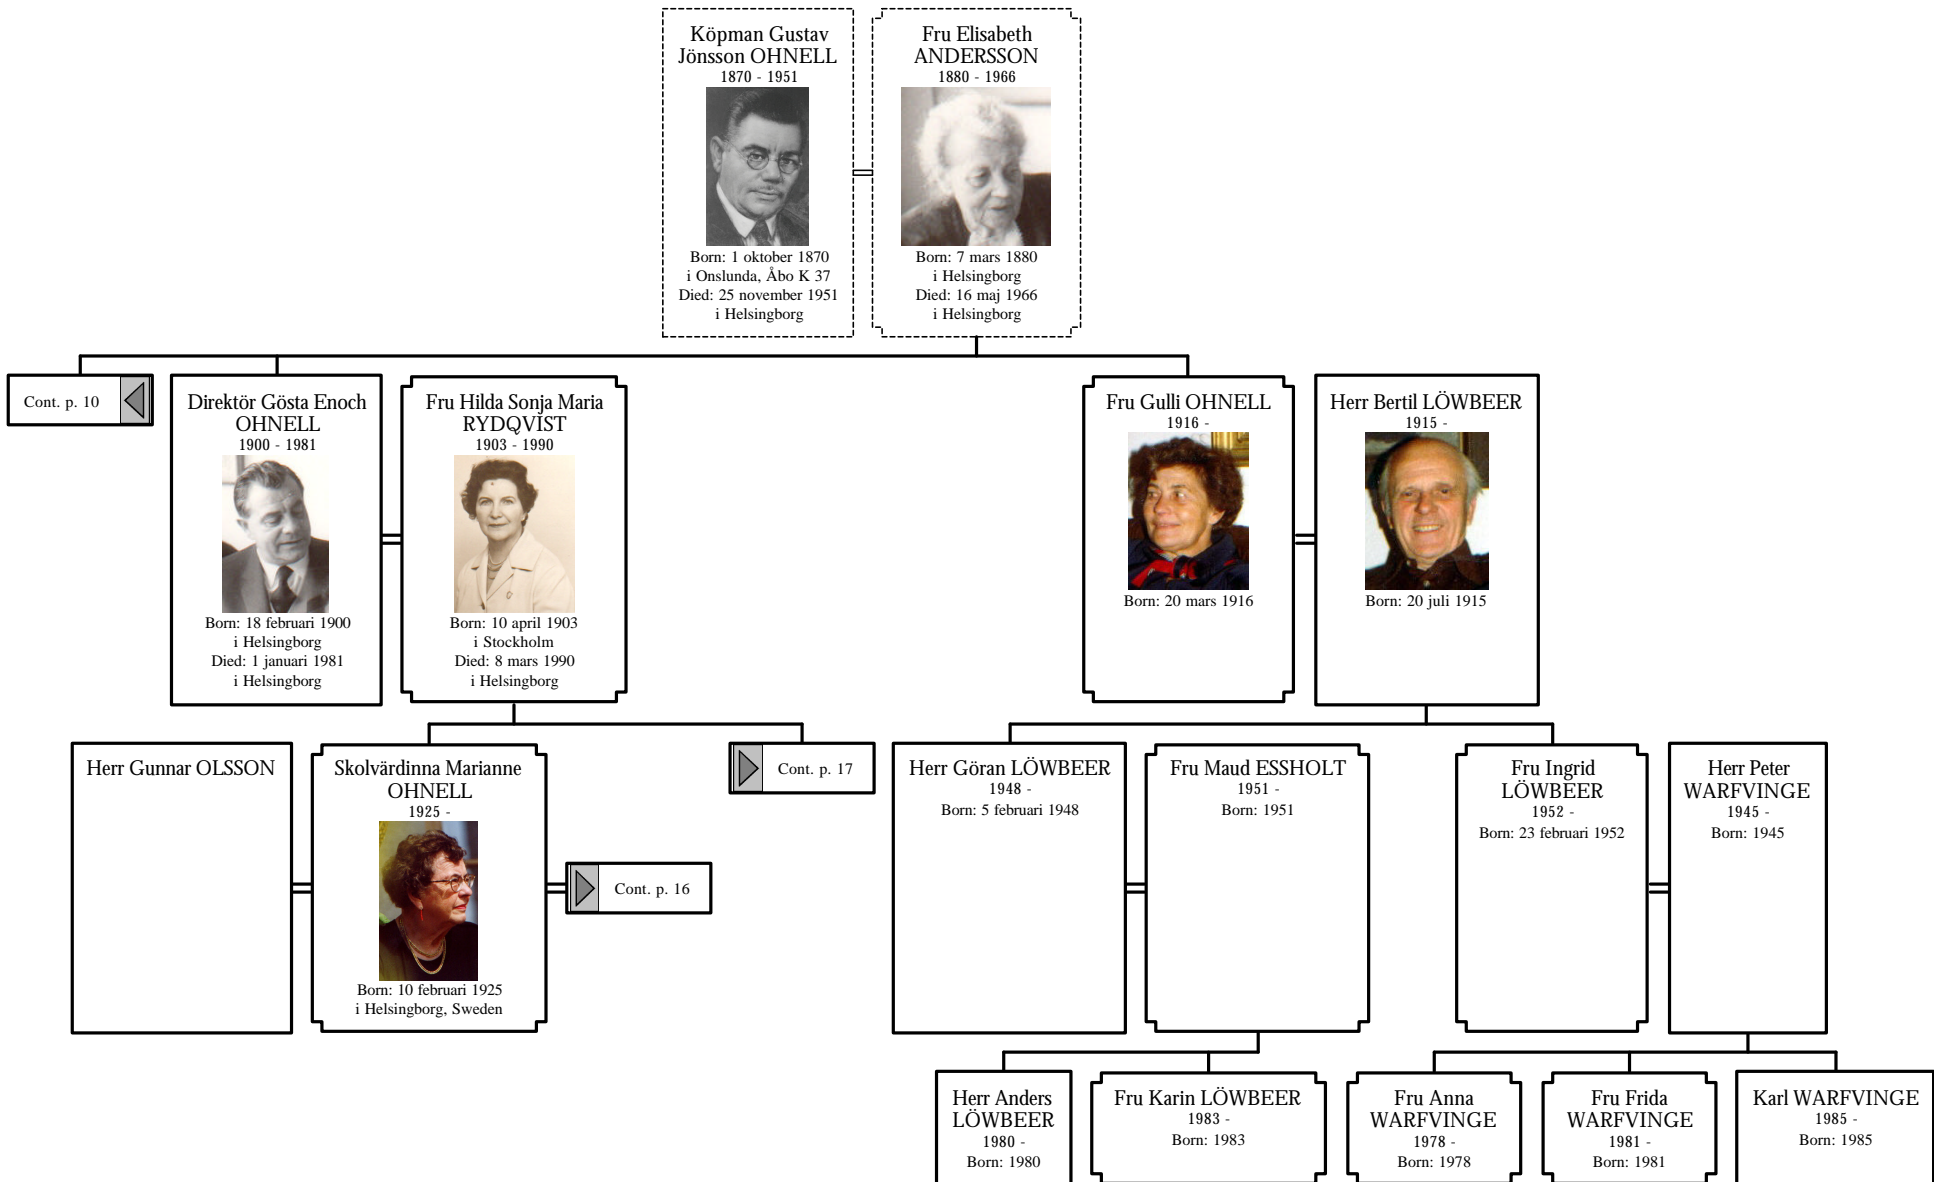 Köpman Gustav
Jönsson OHNELL
1870 - 1951
Born: 1 oktober 1870
i Onslunda, Åbo K 37
Died: 25 november 1951
i Helsingborg
Fru Elisabeth
ANDERSSON
1880 - 1966
Born: 7 mars 1880
i Helsingborg
Died: 16 maj 1966
i Helsingborg
Cont. p. 10
Direktör Gösta Enoch
OHNELL
1900 - 1981
Born: 18 februari 1900
i Helsingborg
Died: 1 januari 1981
i Helsingborg
Fru Hilda Sonja Maria
RYDQVIST
1903 - 1990
Born: 10 april 1903
i Stockholm
Died: 8 mars 1990
i Helsingborg
Fru Gulli OHNELL
1916 -
Born: 20 mars 1916
Herr Bertil LÖWBEER
1915 -
Born: 20 juli 1915
Herr Gunnar OLSSON
Skolvärdinna Marianne
OHNELL
1925 -
Born: 10 februari 1925
i Helsingborg, Sweden
Cont. p. 16
Cont. p. 17
Herr Göran LÖWBEER
1948 -
Born: 5 februari 1948
Fru Maud ESSHOLT
1951 -
Born: 1951
Fru Ingrid
LÖWBEER
1952 -
Born: 23 februari 1952
Herr Peter
WARFVINGE
1945 -
Born: 1945
Herr Anders
LÖWBEER
1980 -
Born: 1980
Fru Karin LÖWBEER
1983 -
Born: 1983
Fru Anna
WARFVINGE
1978 -
Born: 1978
Fru Frida
WARFVINGE
1981 -
Born: 1981
Karl WARFVINGE
1985 -
Born: 1985